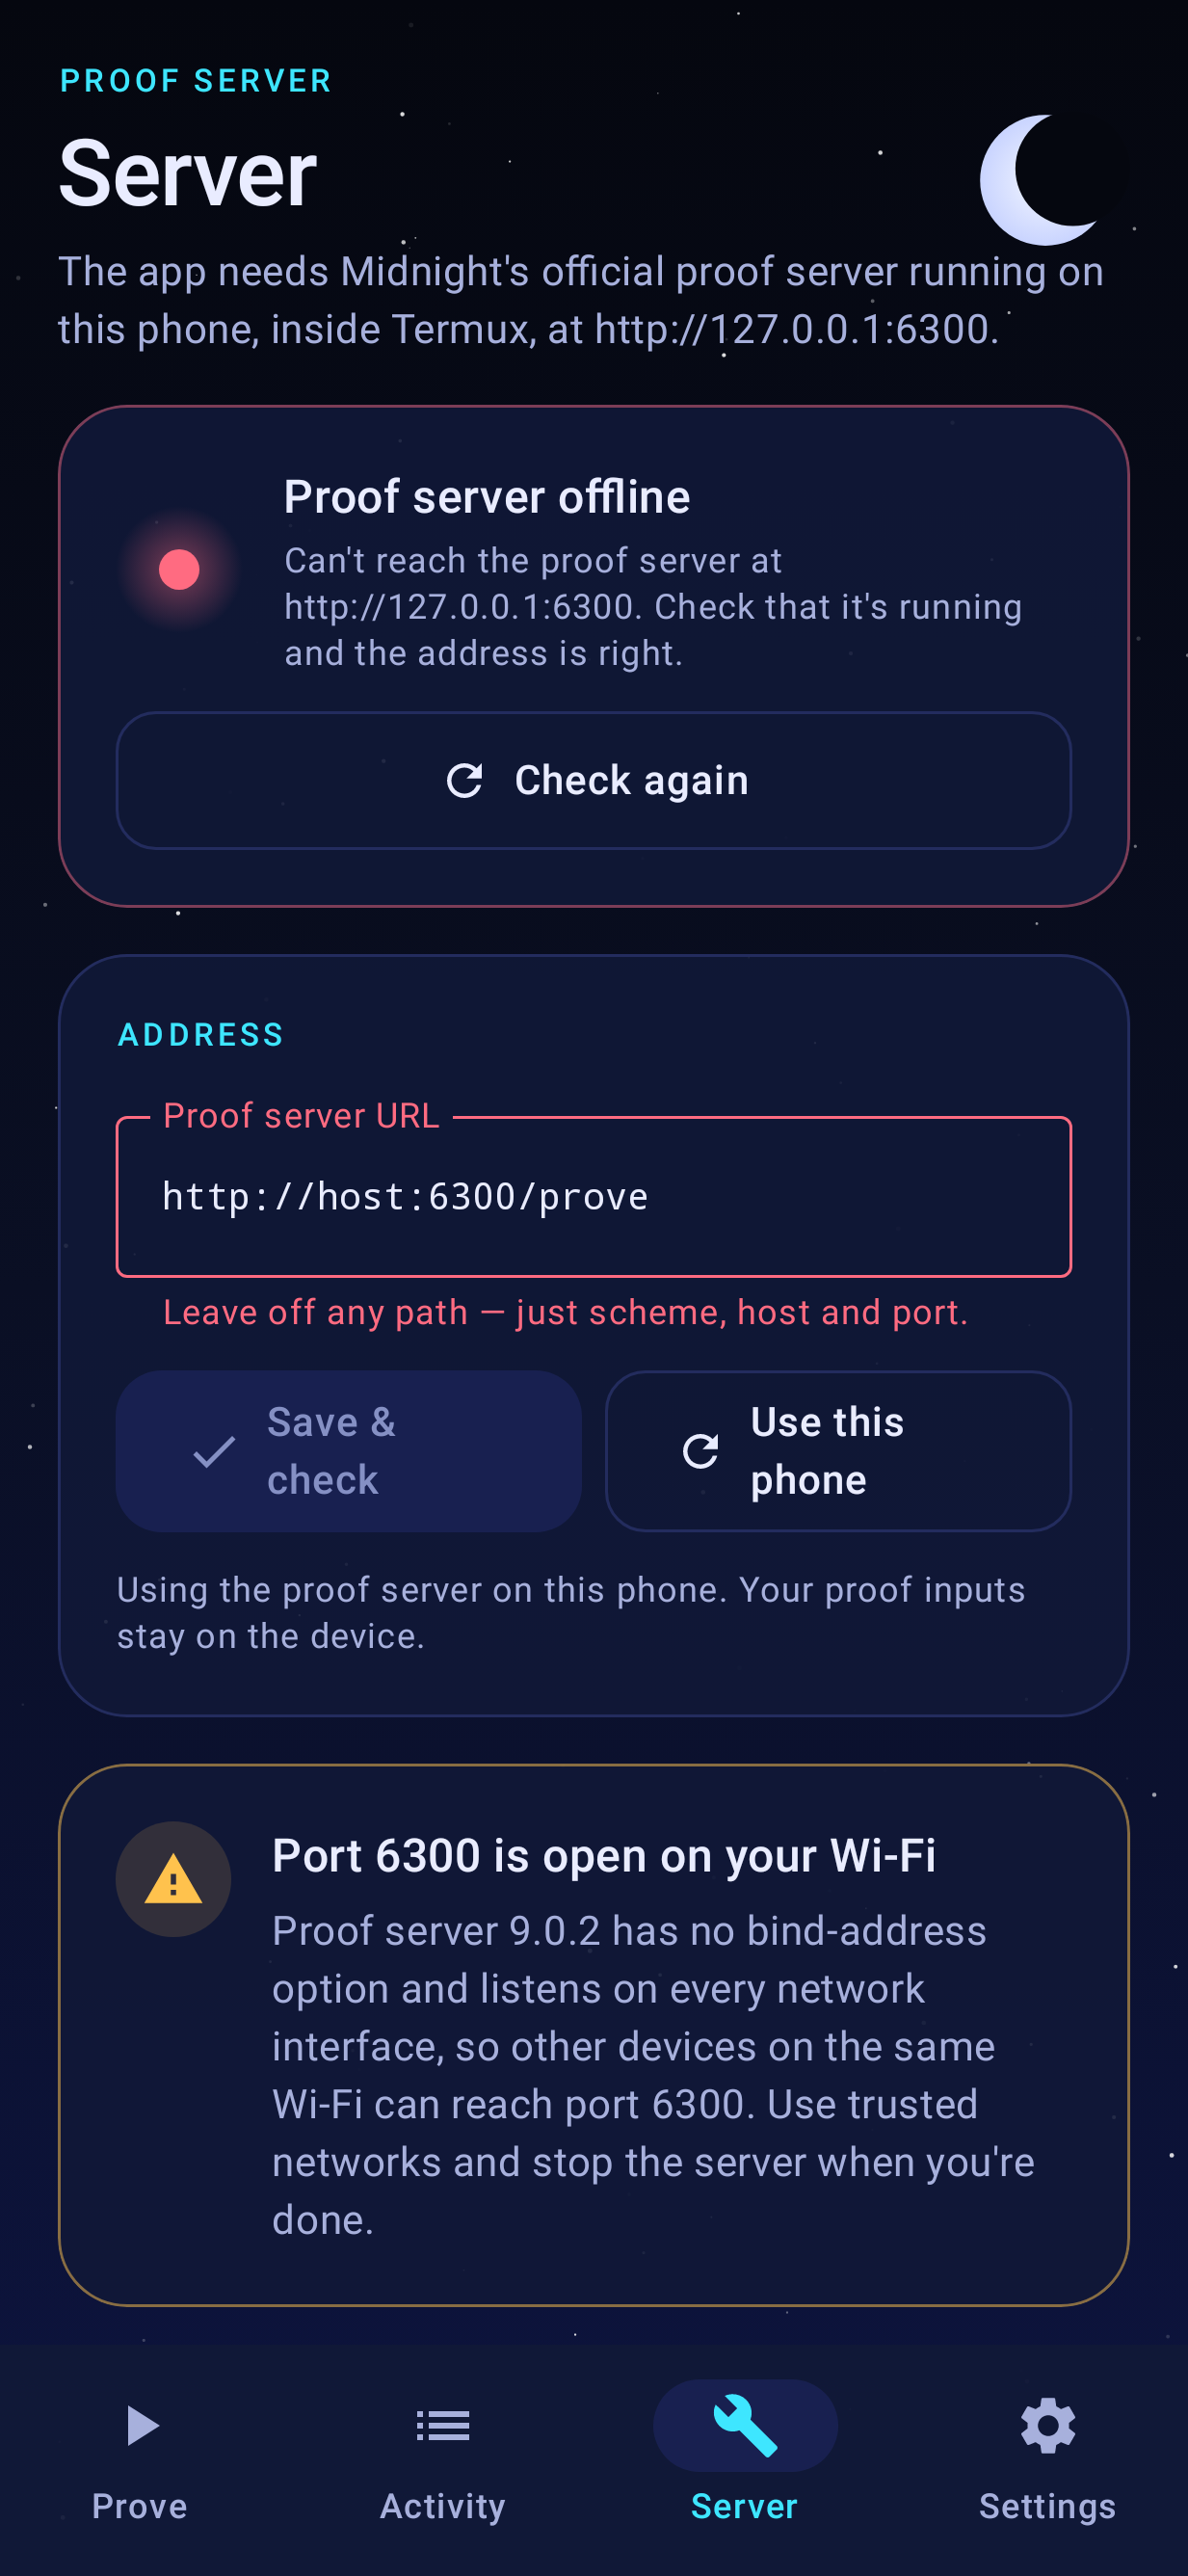 PROOF SERVER
Server
The app needs Midnight's official proof server running on
this phone, inside Termux, at http://127.0.0.1:6300.
Proof server offline
Can't reach the proof server at
http://127.0.0.1:6300. Check that it's running
and the address is right.
Check again
ADDRESS
Proof server URL
http://host:6300/prove
Leave off any path — just scheme, host and port.
Save &
check
Use this
phone
Using the proof server on this phone. Your proof inputs
stay on the device.
Port 6300 is open on your Wi-Fi
Proof server 9.0.2 has no bind-address
option and listens on every network
interface, so other devices on the same
Wi-Fi can reach port 6300. Use trusted
networks and stop the server when you're
done.
Prove
Activity
Server
Settings